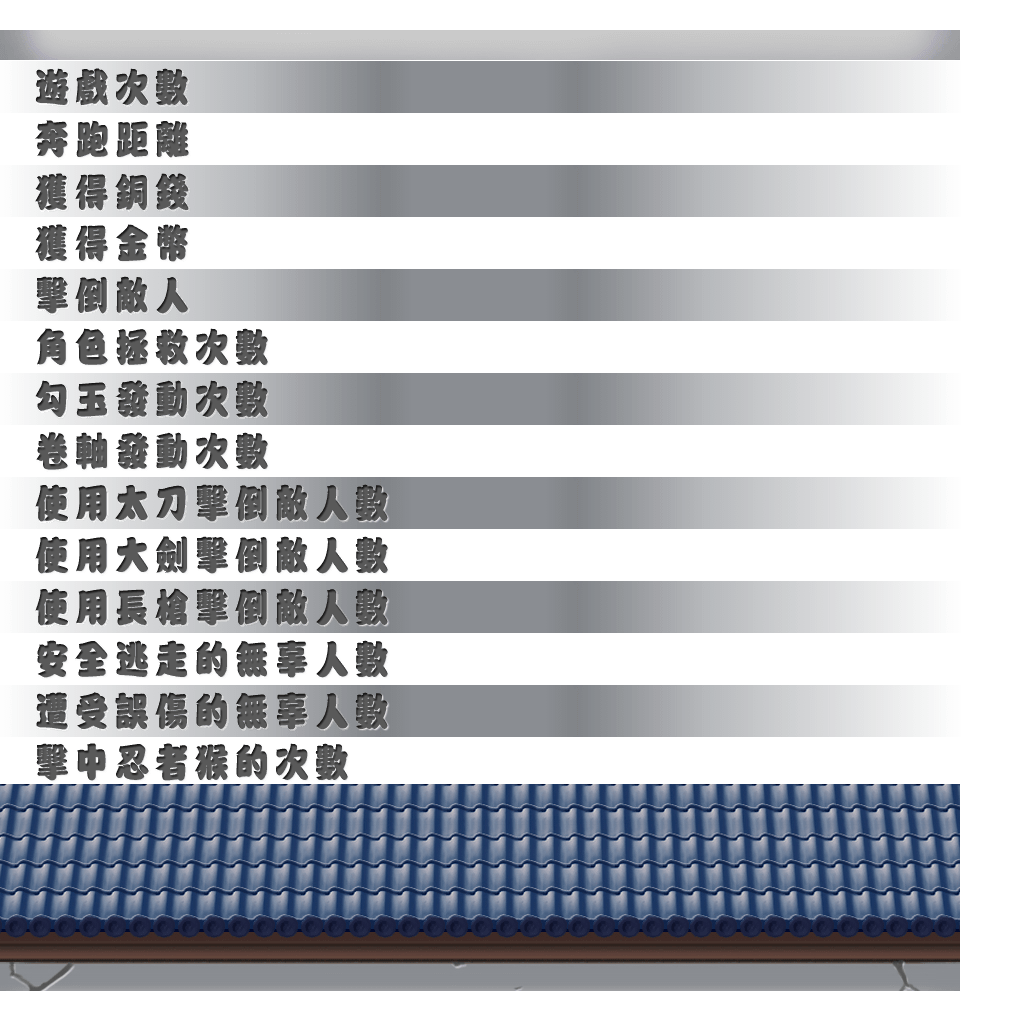 遊戲次數
奔跑距離
獲得銅錢
獲得金幣
擊倒敵人
角色拯救次數
勾玉發動次數
卷軸發動次數
使用太刀擊倒敵人數
使用大劍擊倒敵人數
使用長槍擊倒敵人數
安全逃走的無辜人數
遭受誤傷的無辜人數
擊中忍者猴的次數